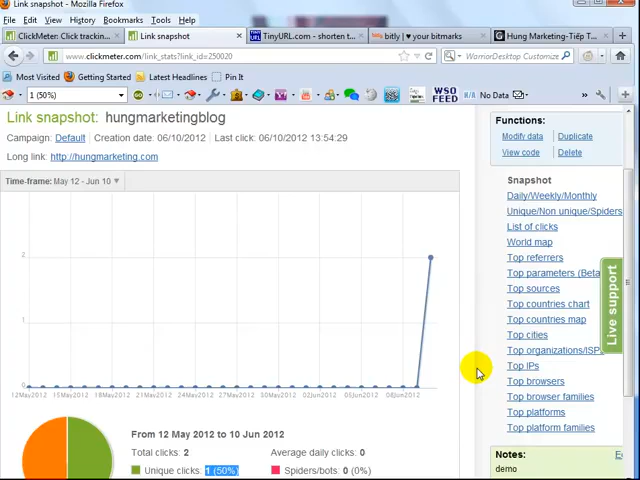 Link snapshot - Mozilla Firefox
File Edit View History Bookmarks Tools Help
ClickMeter: Click trackin...
Link snapshot
TinyURL.com - shorten t...
bitly | ♥ your bitmarks
Hung Marketing-Tiếp T...
www.clickmeter.com/link_stats?link_id=250020
WarriorDesktop Customize
Most Visited Getting Started Latest Headlines Pin It
1 (50%)
WSO FEED
No Data
Link snapshot: hungmarketingblog
Campaign: Default Creation date: 06/10/2012 Last click: 06/10/2012 13:54:29
Long link: http://hungmarketing.com
Time-frame: May 12 - Jun 10
2
1
0
12May2012 15May2012 18May2012 21May2012 24May2012 27May2012 30May2012 02Jun2012 05Jun2012 08Jun2012
From 12 May 2012 to 10 Jun 2012
Total clicks: 2 Average daily clicks: 0
Unique clicks: 1 (50%) Spiders/bots: 0 (0%)
Functions:
Modify data Duplicate
View code Delete
Snapshot
Daily/Weekly/Monthly
Unique/Non unique/Spiders
List of clicks
World map
Top referrers
Top parameters (Beta
Top sources
Top countries chart
Top countries map
Top cities
Top organizations/ISP
Top IPs
Top browsers
Top browser families
Top platforms
Top platform families
Live support
Notes:
demo